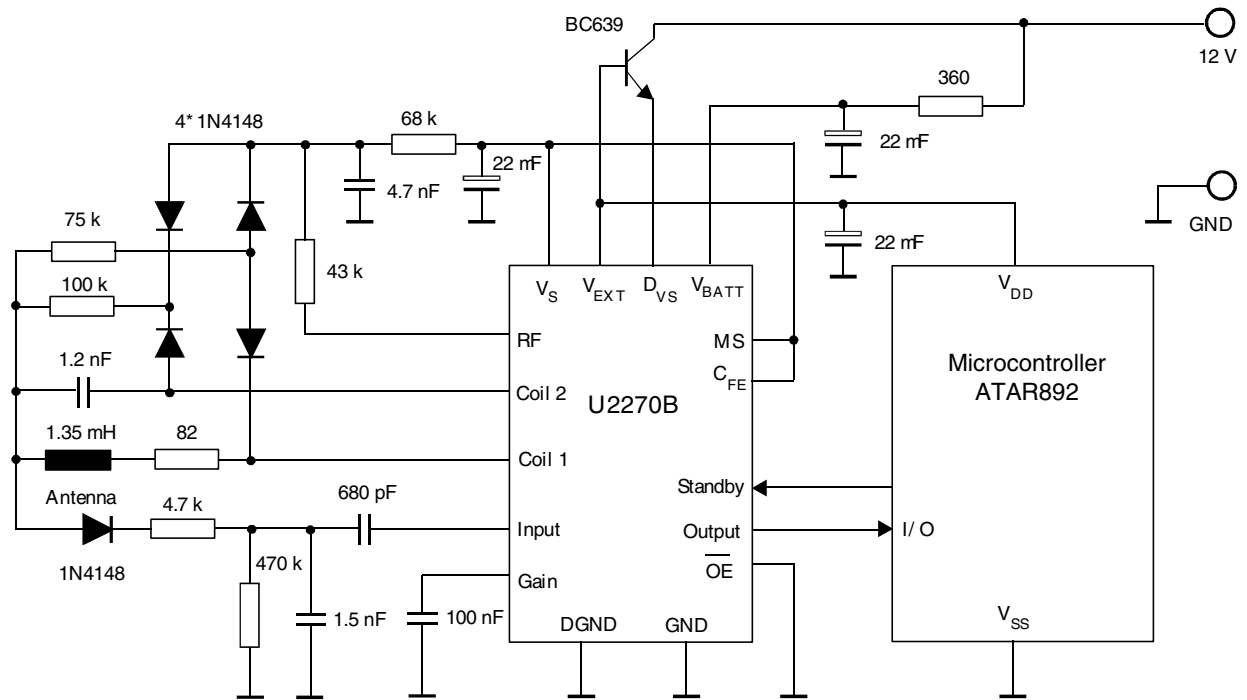 BC639
12 V
360
4* 1N4148
68 k
22 mF
22 mF
4.7 nF
GND
75 k
22 mF
43 k
100 k
V_S
V_EXT
D_VS
V_BATT
V_DD
RF
MS
1.2 nF
C_FE
Microcontroller
ATAR892
Coil 2
U2270B
1.35 mH
82
Coil 1
Standby
Antenna
4.7 k
680 pF
Input
Output
I/O
1N4148
470 k
Gain
OE
1.5 nF
100 nF
DGND
GND
V_SS